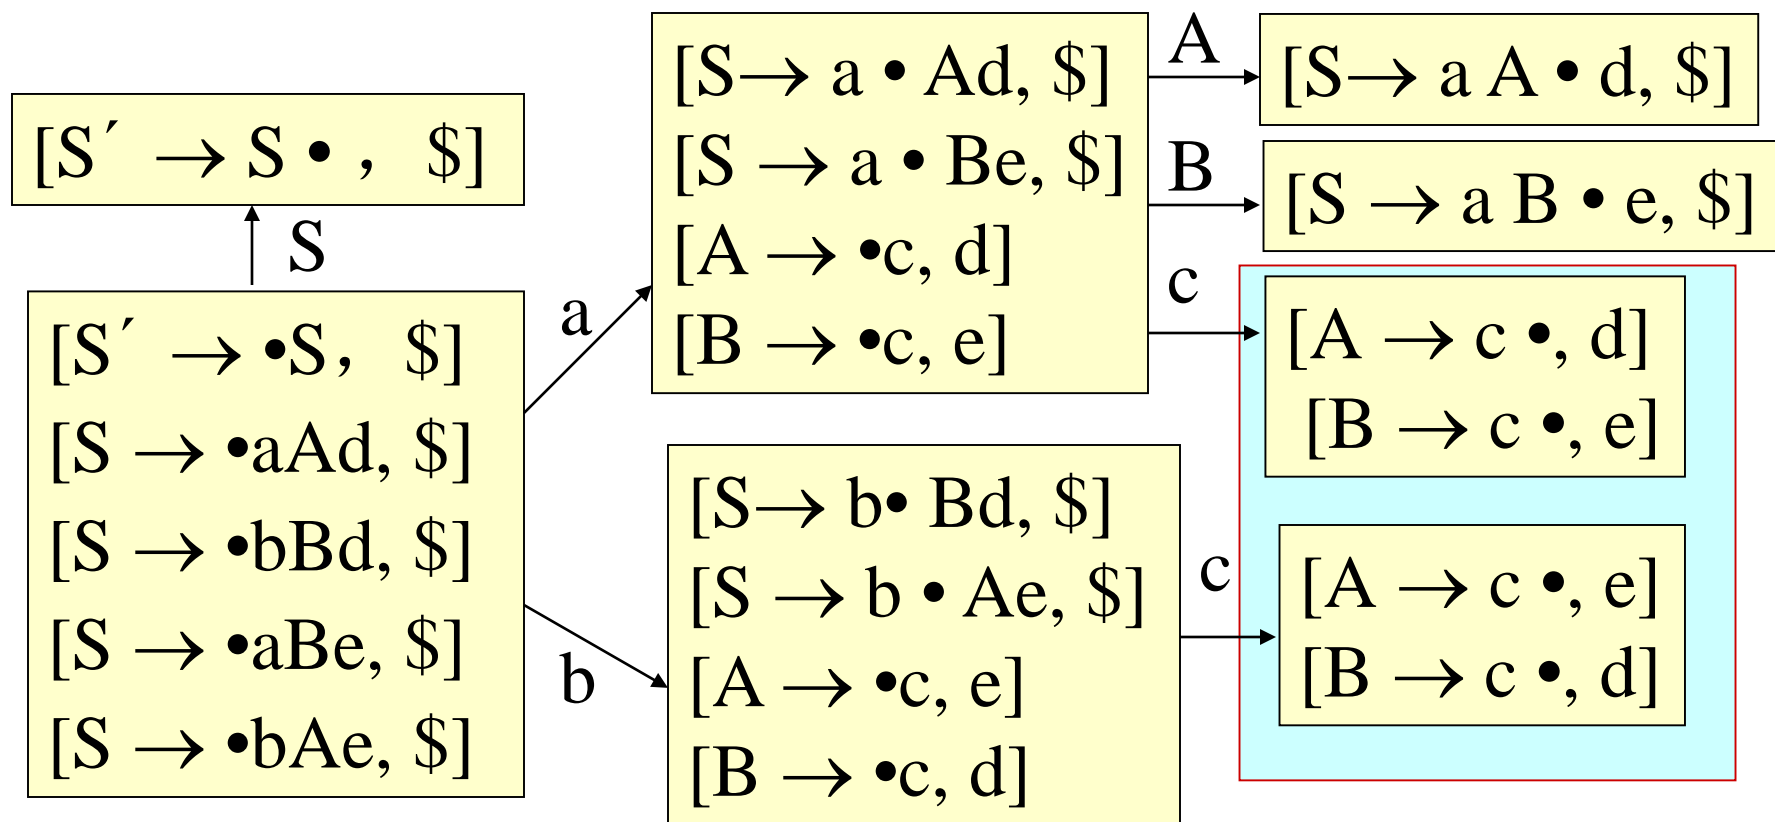 [S´ → S •， $]
S
[S´ → •S， $]
[S → •aAd, $]
[S → •bBd, $]
[S → •aBe, $]
[S → •bAe, $]
a
b
[S→ a • Ad, $]
[S → a • Be, $]
[A → •c, d]
[B → •c, e]
[S→ b• Bd, $]
[S → b • Ae, $]
[A → •c, e]
[B → •c, d]
A
B
c
c
[S→ a A • d, $]
[S → a B • e, $]
[A → c •, d]
[B → c •, e]
[A → c •, e]
[B → c •, d]